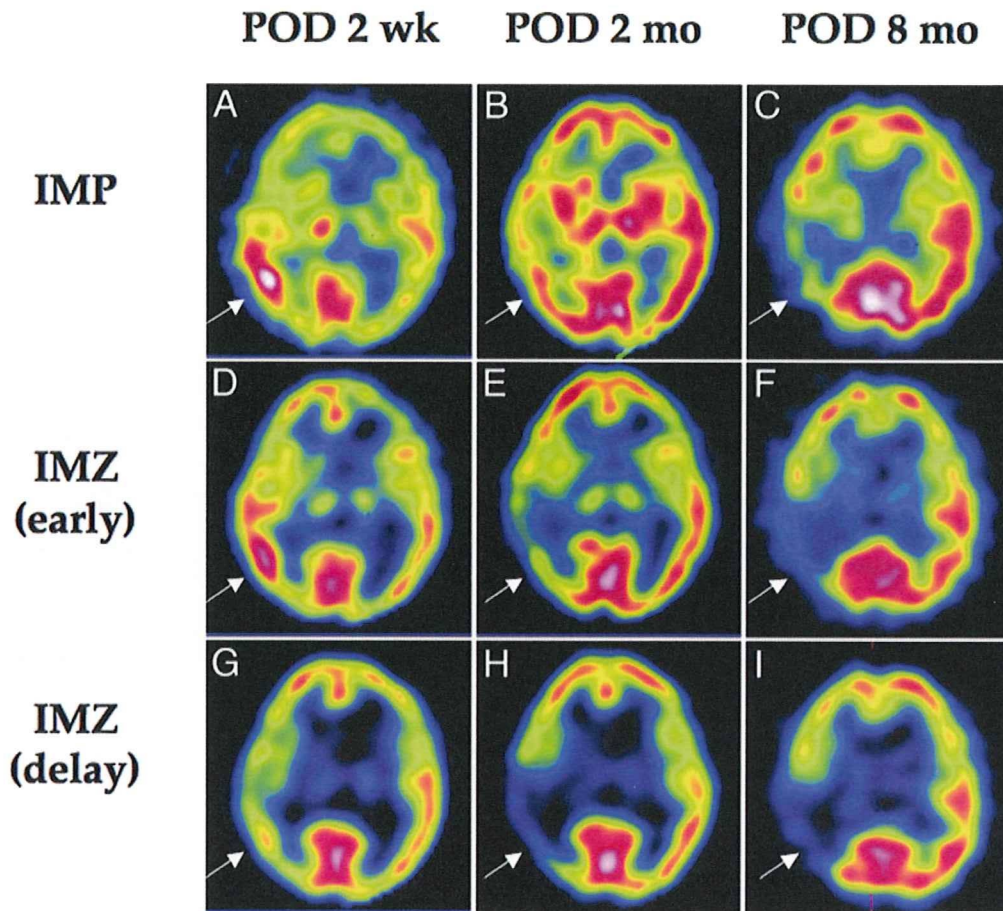 POD 2 wk POD 2 mo POD 8 mo
A B C
IMP
D E F
IMZ
(early)
G H I
IMZ
(delay)